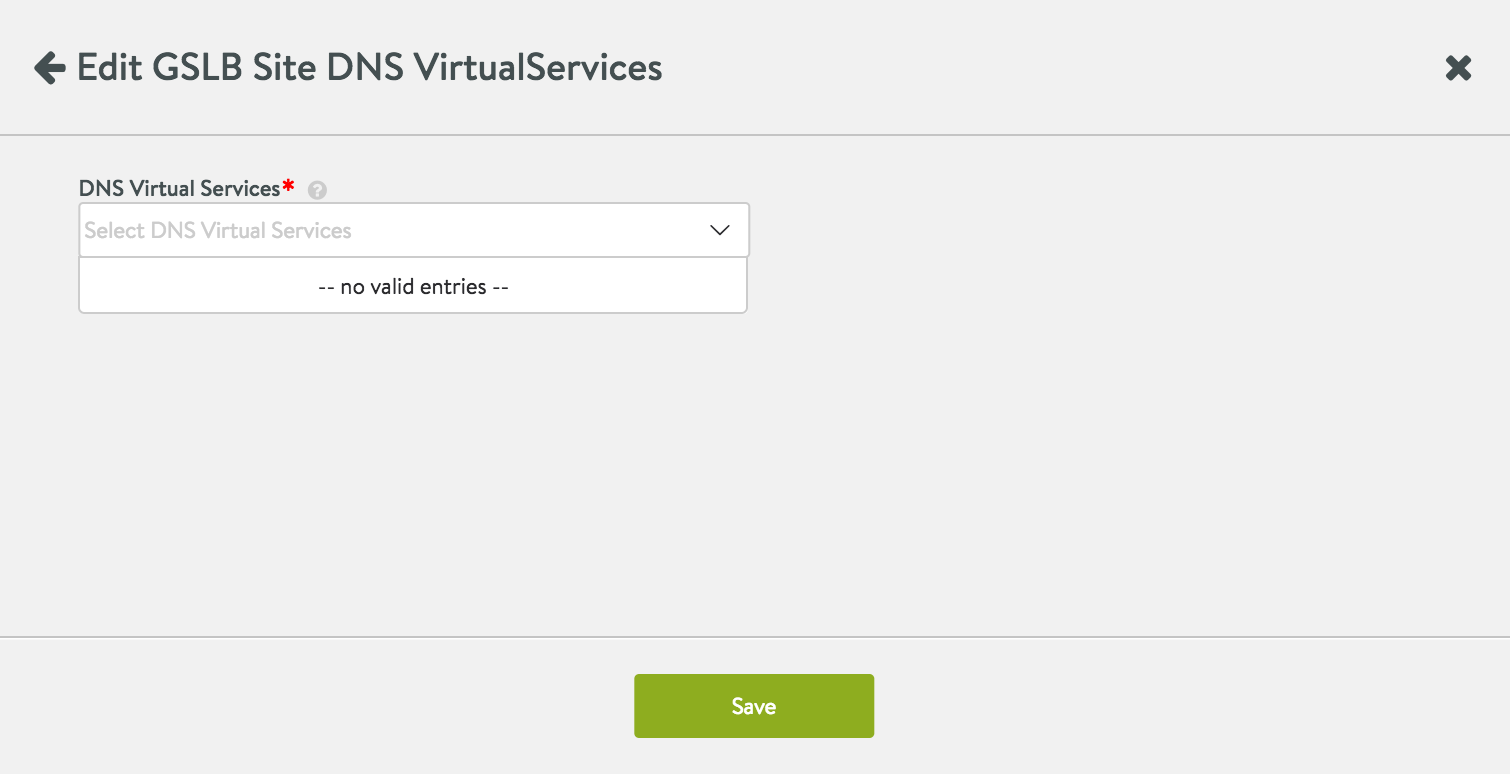 Edit GSLB Site DNS VirtualServices
DNS Virtual Services* ?
Select DNS Virtual Services
-- no valid entries --
Save